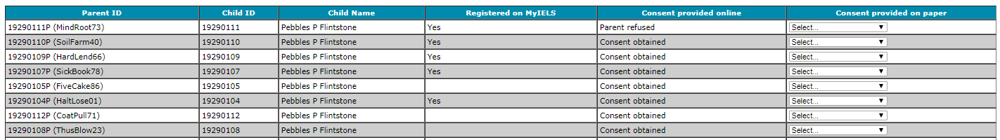 Parent ID Child ID Child Name Registered on MyIELS Consent provided online Consent provided on paper
19290111P (MindRoot73) 19290111 Pebbles P Flintstone Yes Parent refused Select...
19290110P (SoilFarm40) 19290110 Pebbles P Flintstone Yes Consent obtained Select...
19290109P (HardLend66) 19290109 Pebbles P Flintstone Yes Consent obtained Select...
19290107P (SickBook78) 19290107 Pebbles P Flintstone Yes Consent obtained Select...
19290105P (FiveCake86) 19290105 Pebbles P Flintstone Consent obtained Select...
19290104P (HaltLose01) 19290104 Pebbles P Flintstone Yes Consent obtained Select...
19290112P (CoatPull71) 19290112 Pebbles P Flintstone Consent obtained Select...
19290108P (ThusBlow23) 19290108 Pebbles P Flintstone Consent obtained Select...